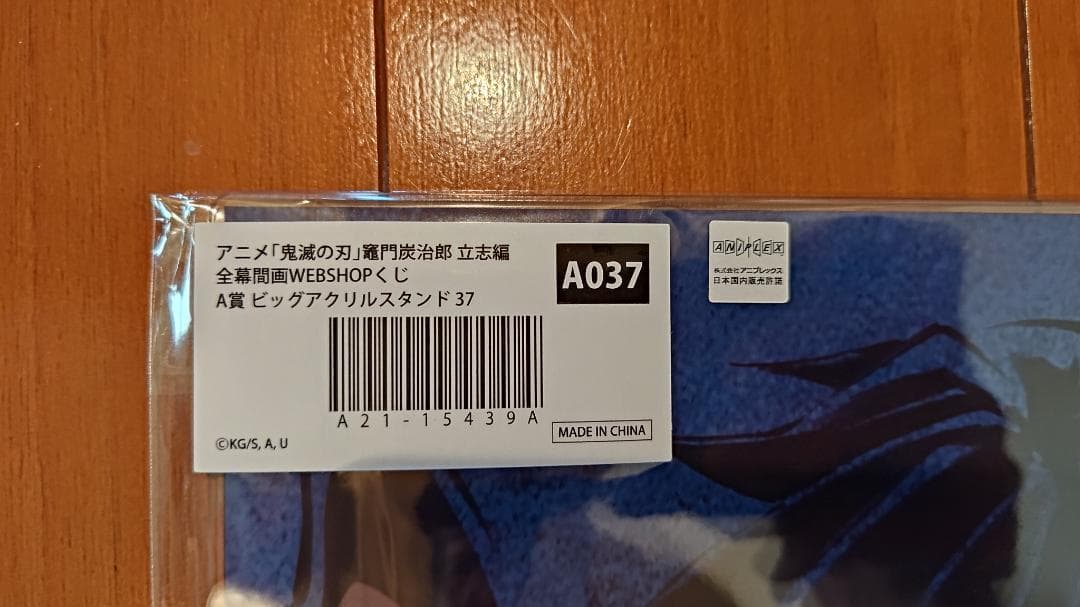 アニメ「鬼滅の刃」竈門炭治郎 立志編
全幕間画WEBSHOPくじ
A賞 ビッグアクリルスタンド 37
A037
A21-15439A
MADE IN CHINA
©KG/S, A, U
ANIPLEX
株式会社アニプレックス
日本国内販売許諾